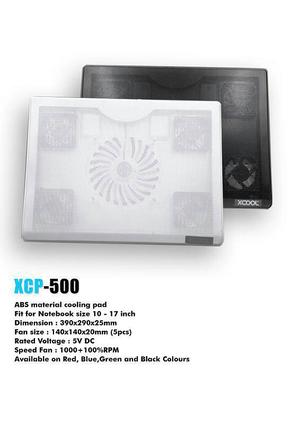 XCOOL
XCP-500
ABS material cooling pad
Fit for Notebook size 10 - 17 inch
Dimension : 390x290x25mm
Fan size : 140x140x20mm (5pcs)
Rated Voltage : 5V DC
Speed Fan : 1000+100%RPM
Available on Red, Blue,Green and Black Colours